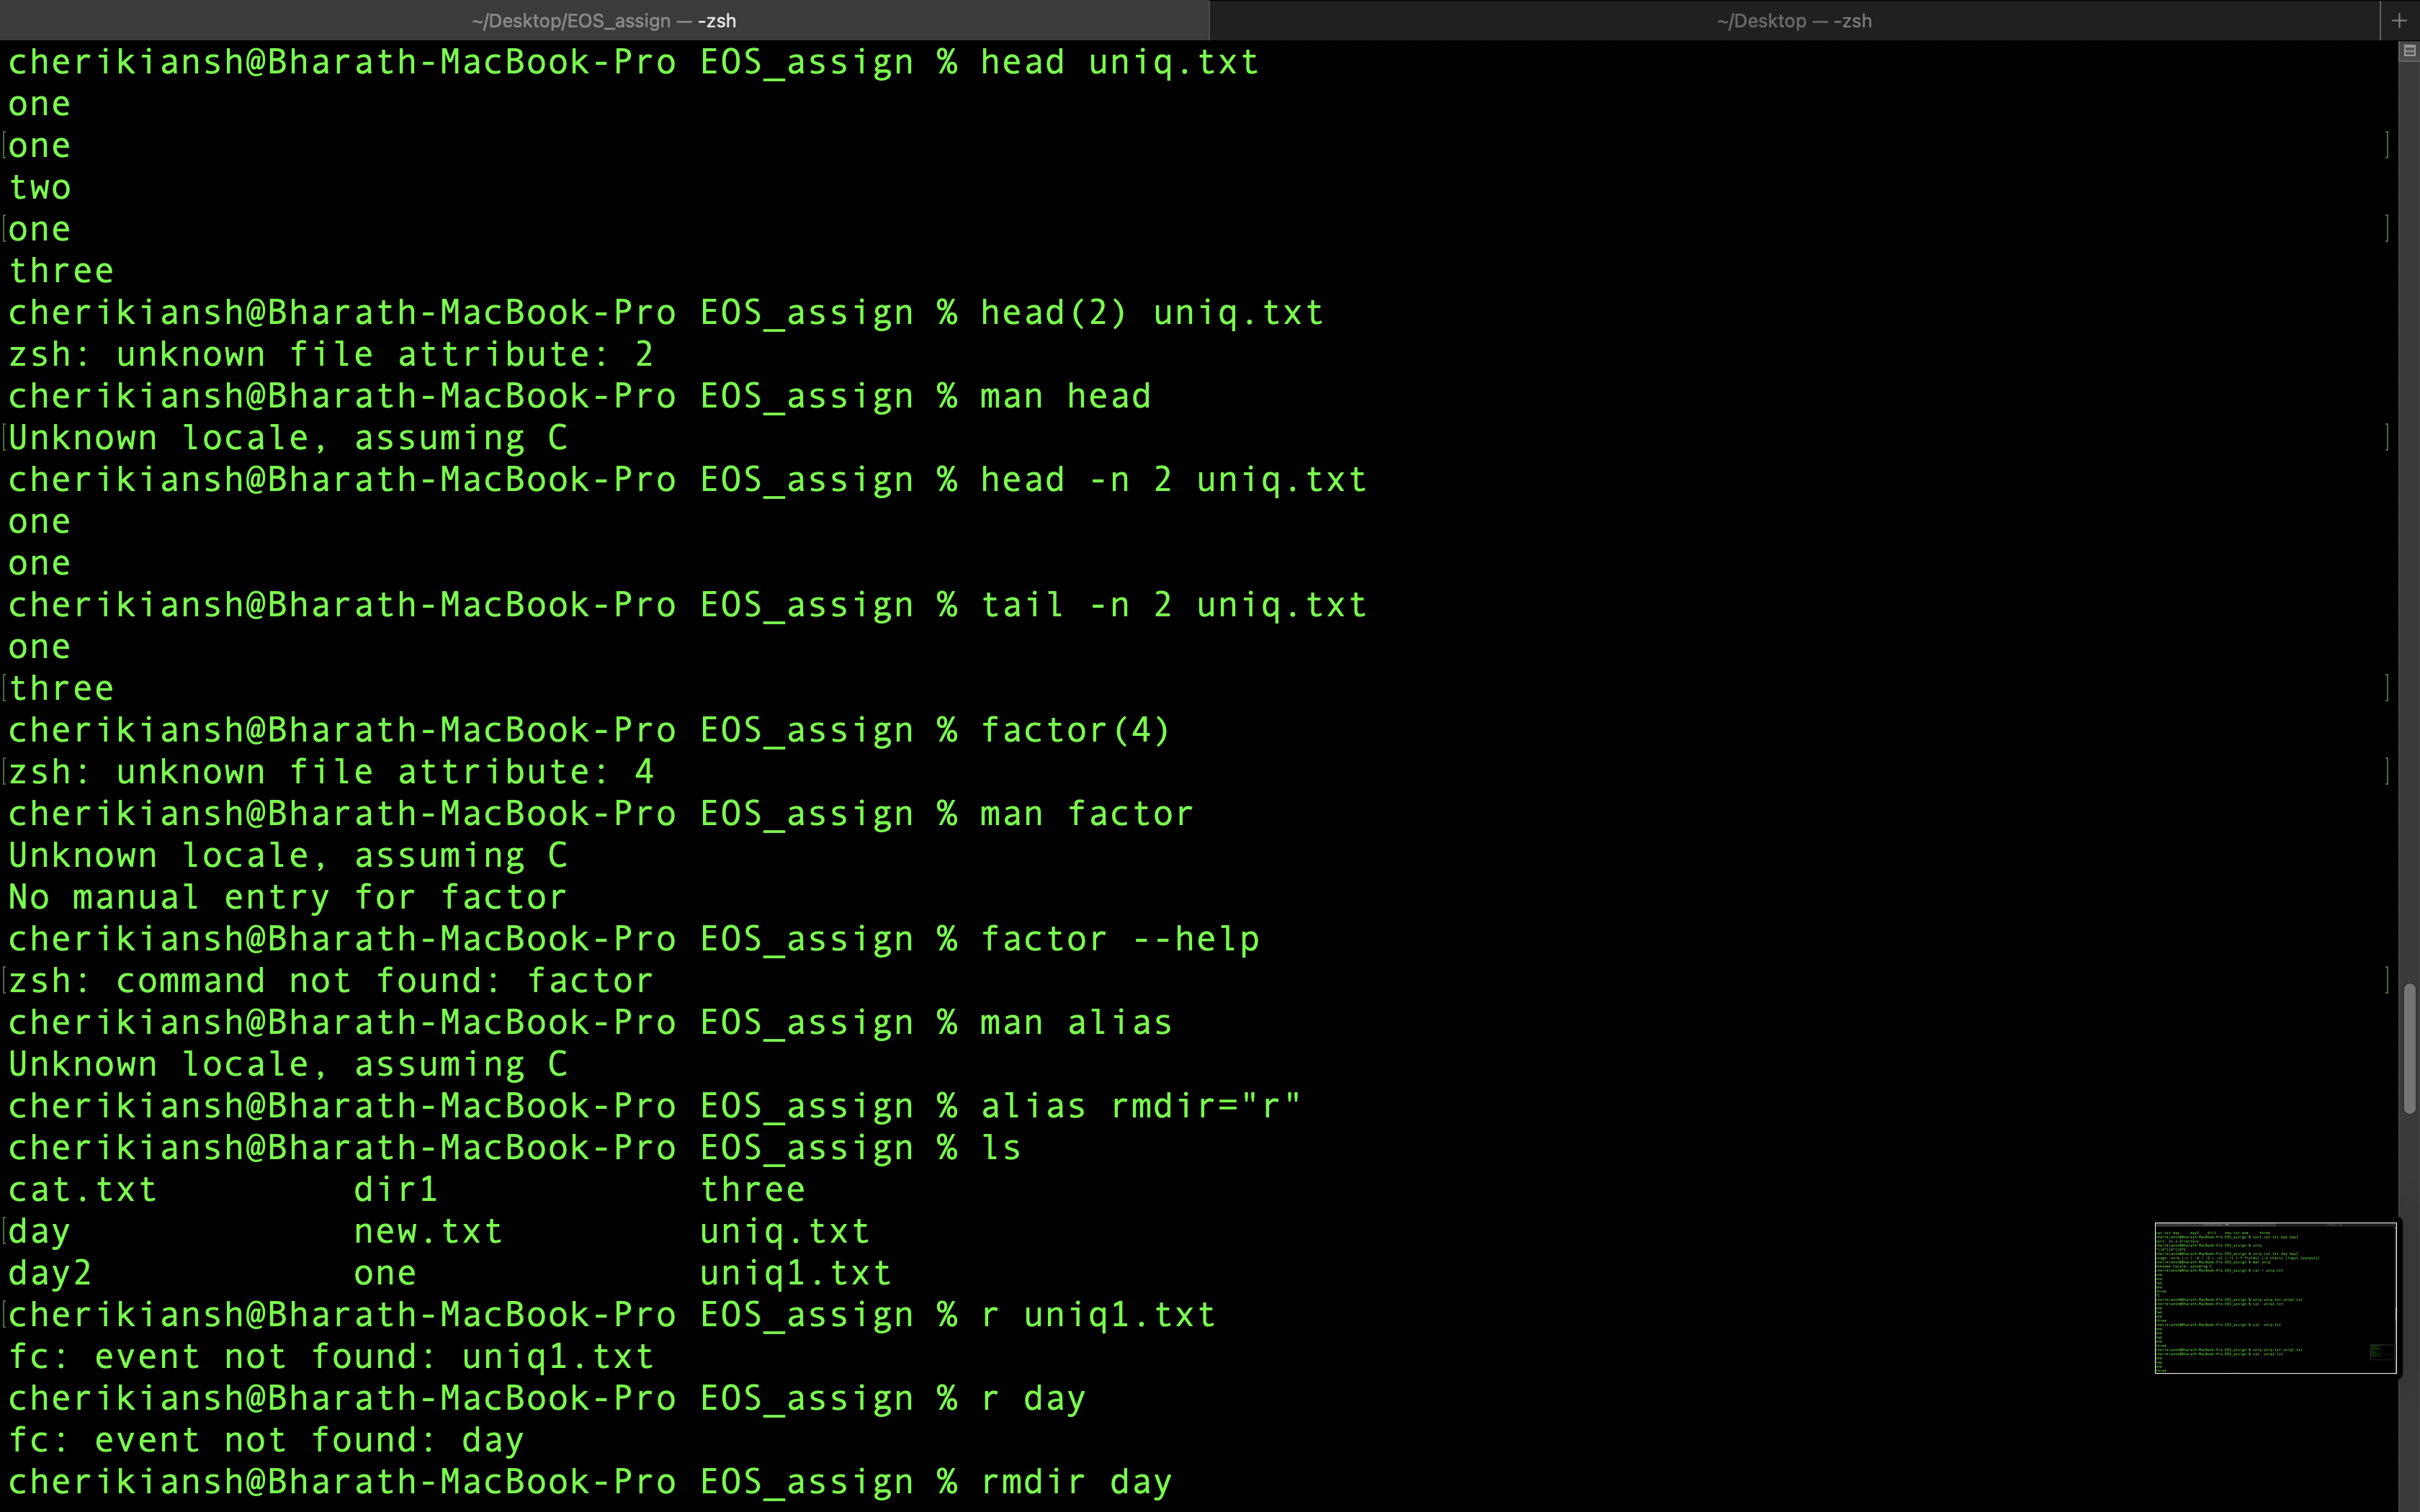 ~/Desktop/EOS_assign — -zsh
~/Desktop — -zsh
cherikiansh@Bharath-MacBook-Pro EOS_assign % head uniq.txt
one
one
two
one
three
cherikiansh@Bharath-MacBook-Pro EOS_assign % head(2) uniq.txt
zsh: unknown file attribute: 2
cherikiansh@Bharath-MacBook-Pro EOS_assign % man head
Unknown locale, assuming C
cherikiansh@Bharath-MacBook-Pro EOS_assign % head -n 2 uniq.txt
one
one
cherikiansh@Bharath-MacBook-Pro EOS_assign % tail -n 2 uniq.txt
one
three
cherikiansh@Bharath-MacBook-Pro EOS_assign % factor(4)
zsh: unknown file attribute: 4
cherikiansh@Bharath-MacBook-Pro EOS_assign % man factor
Unknown locale, assuming C
No manual entry for factor
cherikiansh@Bharath-MacBook-Pro EOS_assign % factor --help
zsh: command not found: factor
cherikiansh@Bharath-MacBook-Pro EOS_assign % man alias
Unknown locale, assuming C
cherikiansh@Bharath-MacBook-Pro EOS_assign % alias rmdir="r"
cherikiansh@Bharath-MacBook-Pro EOS_assign % ls
cat.txt dir1 three
day new.txt uniq.txt
day2 one uniq1.txt
cherikiansh@Bharath-MacBook-Pro EOS_assign % r uniq1.txt
fc: event not found: uniq1.txt
cherikiansh@Bharath-MacBook-Pro EOS_assign % r day
fc: event not found: day
cherikiansh@Bharath-MacBook-Pro EOS_assign % rmdir day